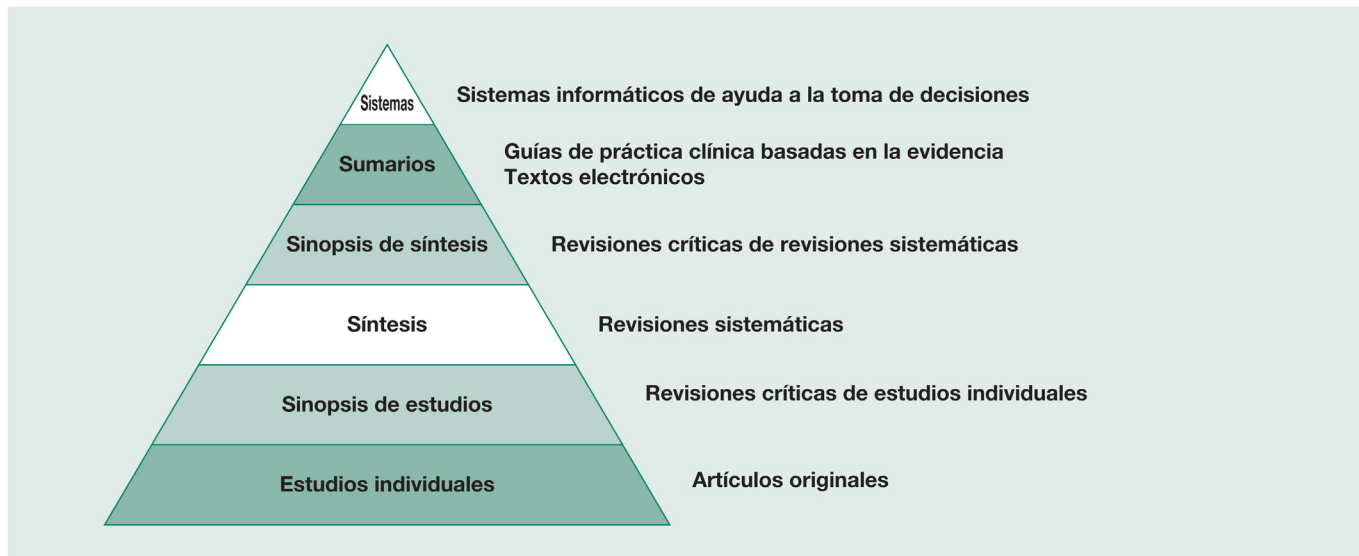 Sistemas
Sistemas informáticos de ayuda a la toma de decisiones
Sumarios
Guías de práctica clínica basadas en la evidencia
Textos electrónicos
Sinopsis de síntesis
Revisiones críticas de revisiones sistemáticas
Síntesis
Revisiones sistemáticas
Sinopsis de estudios
Revisiones críticas de estudios individuales
Estudios individuales
Artículos originales